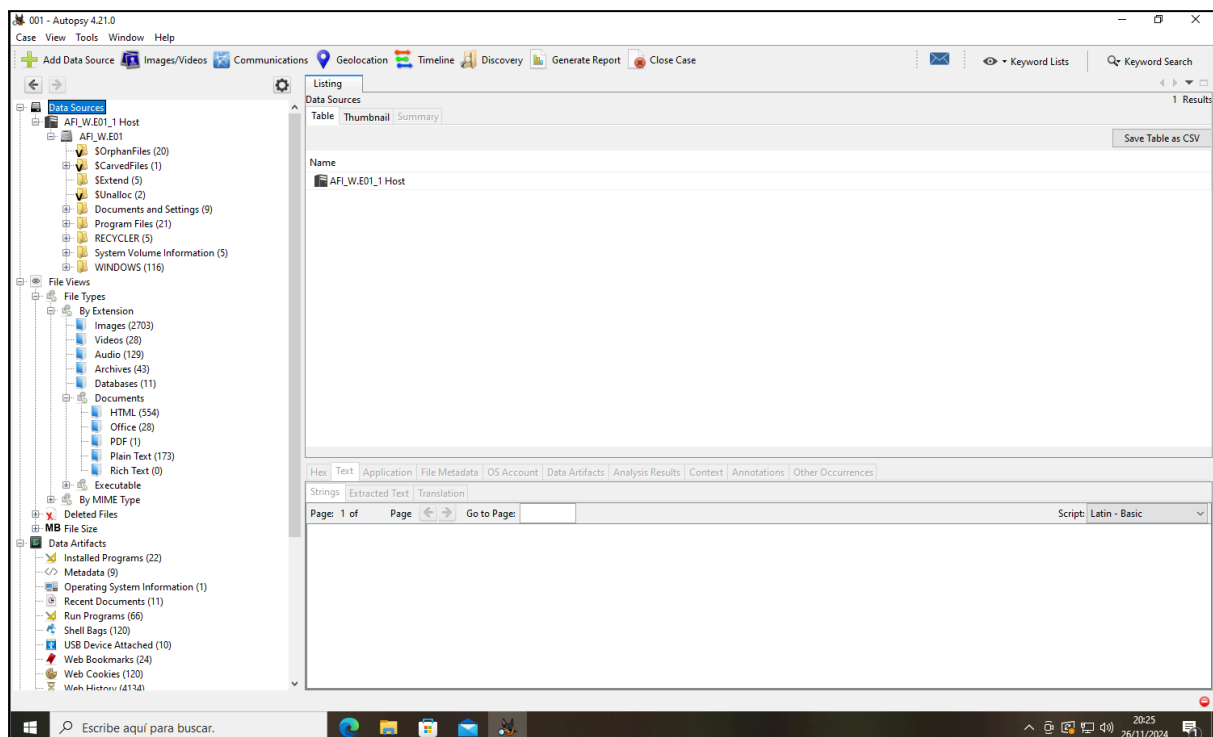 001 - Autopsy 4.21.0
Case View Tools Window Help
Add Data Source Images/Videos Communications Geolocation Timeline Discovery Generate Report Close Case Keyword Lists Keyword Search
Listing
Data Sources
1 Results
Table Thumbnail Summary
Save Table as CSV
Name
AFI_W.E01_1 Host
Data Sources
AFI_W.E01_1 Host
AFI_W.E01
$OrphanFiles (20)
$CarvedFiles (1)
$Extend (5)
$Unalloc (2)
Documents and Settings (9)
Program Files (21)
RECYCLER (5)
System Volume Information (5)
WINDOWS (116)
File Views
File Types
By Extension
Images (2703)
Videos (28)
Audio (129)
Archives (43)
Databases (11)
Documents
HTML (554)
Office (28)
PDF (1)
Plain Text (173)
Rich Text (0)
Executable
By MIME Type
Deleted Files
MB File Size
Data Artifacts
Installed Programs (22)
Metadata (9)
Operating System Information (1)
Recent Documents (11)
Run Programs (66)
Shell Bags (120)
USB Device Attached (10)
Web Bookmarks (24)
Web Cookies (120)
Web History (4134)
Hex Text Application File Metadata OS Account Data Artifacts Analysis Results Context Annotations Other Occurrences
Strings Extracted Text Translation
Page: 1 of Page Go to Page: Script: Latin - Basic
Escribe aquí para buscar.
20:25
26/11/2024